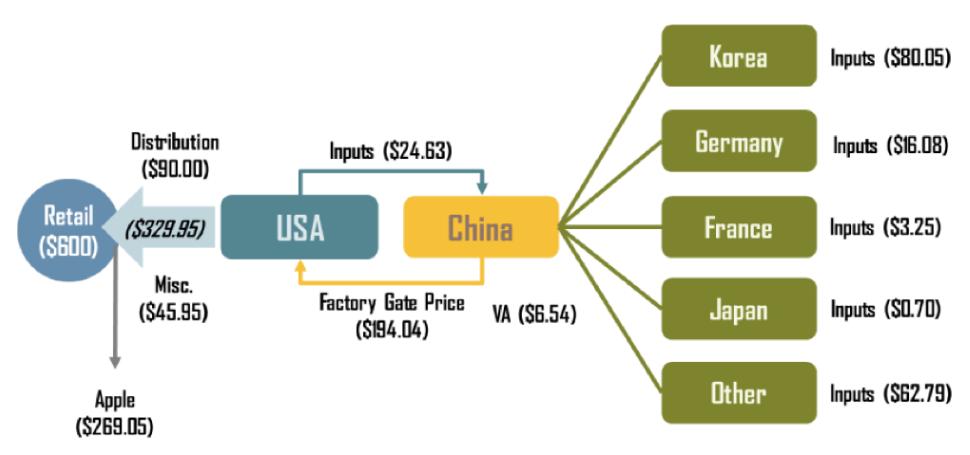 Korea
Inputs ($80.05)
Germany
Inputs ($16.08)
Distribution
($90.00)
Inputs ($24.63)
Retail
($600)
($329.95)
USA
China
France
Inputs ($3.25)
Misc.
($45.95)
Factory Gate Price
($194.04)
VA ($6.54)
Japan
Inputs ($0.70)
Apple
($269.05)
Other
Inputs ($62.79)